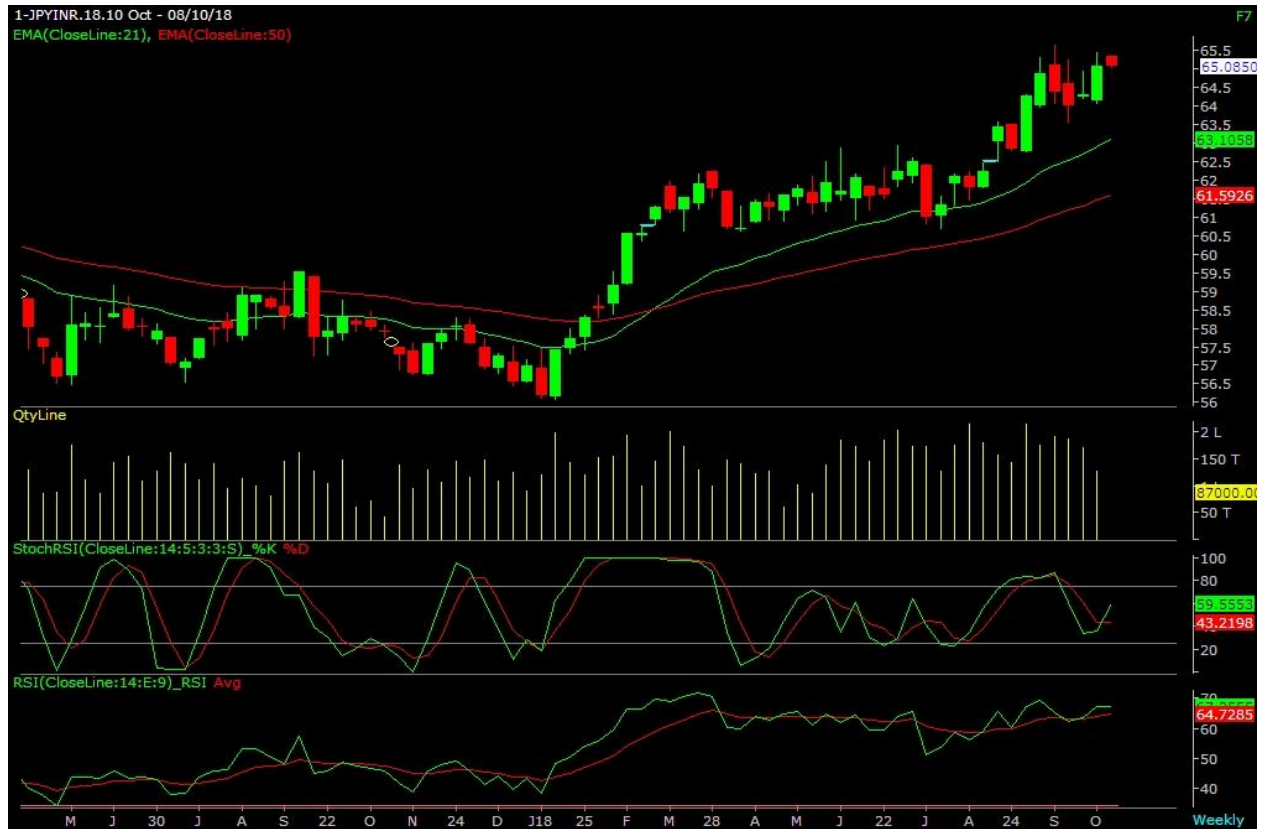 1-JPYINR.18.10 Oct - 08/10/18
F7
EMA(CloseLine:21), EMA(CloseLine:50)
65.5
65.0850
64.5
64
63.5
63.1058
62.5
62
61.5926
61
60.5
60
59.5
59
58.5
58
57.5
57
56.5
56
QtyLine
2 L
150 T
87000.00
50 T
StochRSI(CloseLine:14:5:3:3:S)_%K %D
100
80
59.5553
43.2198
20
RSI(CloseLine:14:E:9)_RSI Avg
70
64.7285
60
50
40
M J 30 J A S 22 O N 24 D J18 25 F M 28 A M J 22 J A 24 S O
Weekly